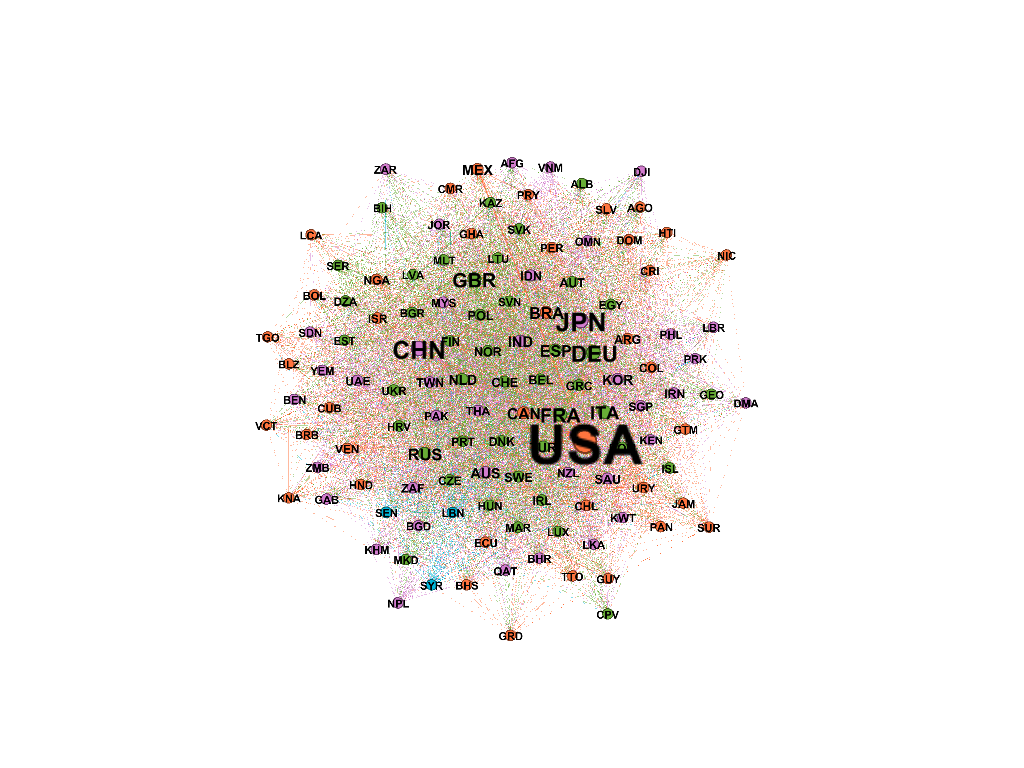 AFG
ZAR
MEX
VNM
DJI
ALB
CMR
PRY
KAZ
BIH
SLV
AGO
JOR
SVK
GHA
HTI
LCA
OMN
DOM
PER
NIC
MLT
LTU
SER
CRI
LVA
IDN
NGA
GBR
AUT
BOL
DZA
MYS
SVN
EGY
BGR
BRA
POL
ISR
JPN
LBR
SDN
PHL
TGO
EST
ARG
FIN
IND
CHN
NOR
ESP
DEU
PRK
BLZ
COL
YEM
UAE
TWN
NLD
CHE
BEL
KOR
GRC
UKR
IRN
GEO
BEN
DMA
CUB
SGP
THA
CAN
FRA
ITA
PAK
VCT
HRV
GTM
BRB
PRT
DNK
USA
KEN
VEN
RUS
ZMB
ISL
AUS
NZL
SWE
SAU
CZE
HND
ZAF
URY
KNA
GAB
IRL
HUN
CHL
JAM
SEN
LBN
KWT
BGD
MAR
PAN
SUR
LUX
ECU
LKA
KHM
MKD
BHR
QAT
TTO
GUY
SYR
BHS
NPL
CPV
GRD